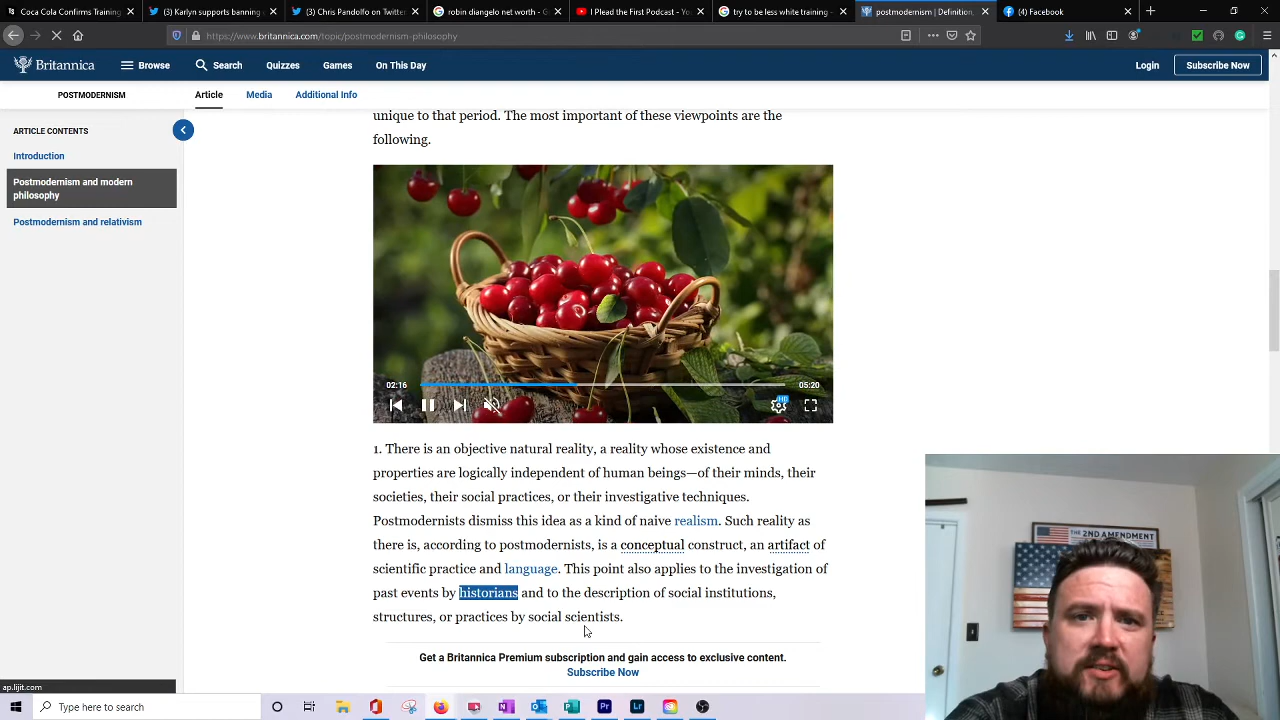 Coca Cola Confirms Training
(3) Karlyn supports banning
(3) Chris Pandolfo on Twitter
robin diangelo net worth - G
I Plead the First Podcast - Yo
try to be less white training -
postmodernism | Definition,
(4) Facebook
https://www.britannica.com/topic/postmodernism-philosophy
Britannica
Browse
Search
Quizzes
Games
On This Day
Login
Subscribe Now
POSTMODERNISM
Article
Media
Additional Info
ARTICLE CONTENTS
Introduction
Postmodernism and modern
philosophy
Postmodernism and relativism
unique to that period. The most important of these viewpoints are the
following.
02:16
05:20
HD
1. There is an objective natural reality, a reality whose existence and
properties are logically independent of human beings—of their minds, their
societies, their social practices, or their investigative techniques.
Postmodernists dismiss this idea as a kind of naive realism. Such reality as
there is, according to postmodernists, is a conceptual construct, an artifact of
scientific practice and language. This point also applies to the investigation of
past events by historians and to the description of social institutions,
structures, or practices by social scientists.
Get a Britannica Premium subscription and gain access to exclusive content.
Subscribe Now
THE 2ND AMENDMENT
ap.lijit.com
Type here to search